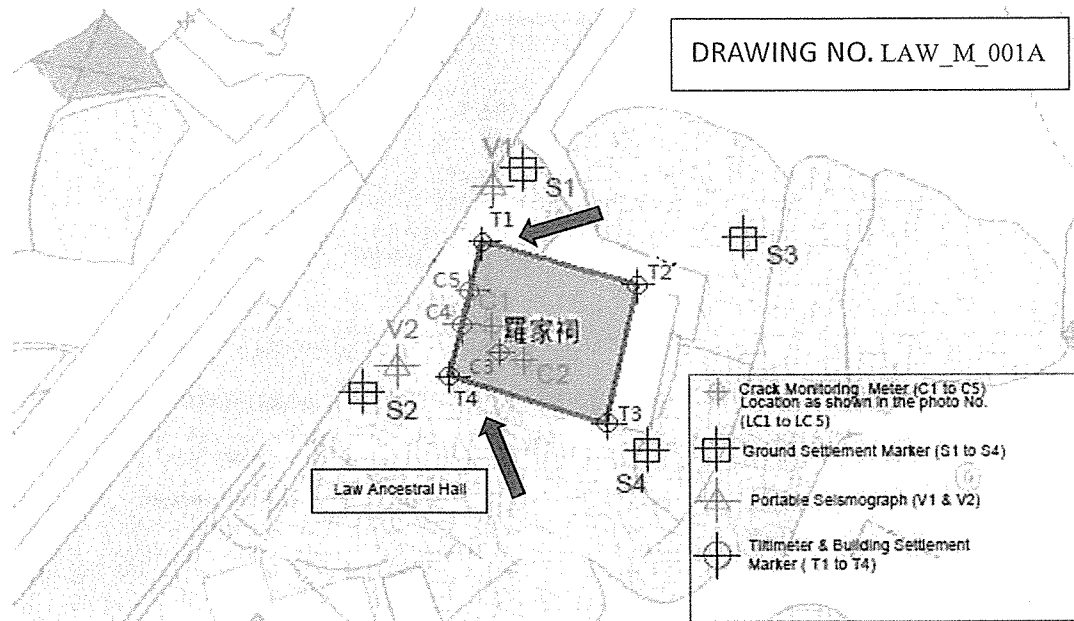 DRAWING NO. LAW_M_001A
V1
S1
T1
S3
T2
C5
C1
C4
羅家祠
V2
C3
C2
T4
S2
T3
S4
Law Ancestral Hall
Crack Monitoring Meter (C1 to C5)
Location as shown in the photo No.
(LC1 to LC 5)
Ground Settlement Marker (S1 to S4)
Portable Seismograph (V1 & V2)
Tiltimeter & Building Settlement
Marker ( T1 to T4)